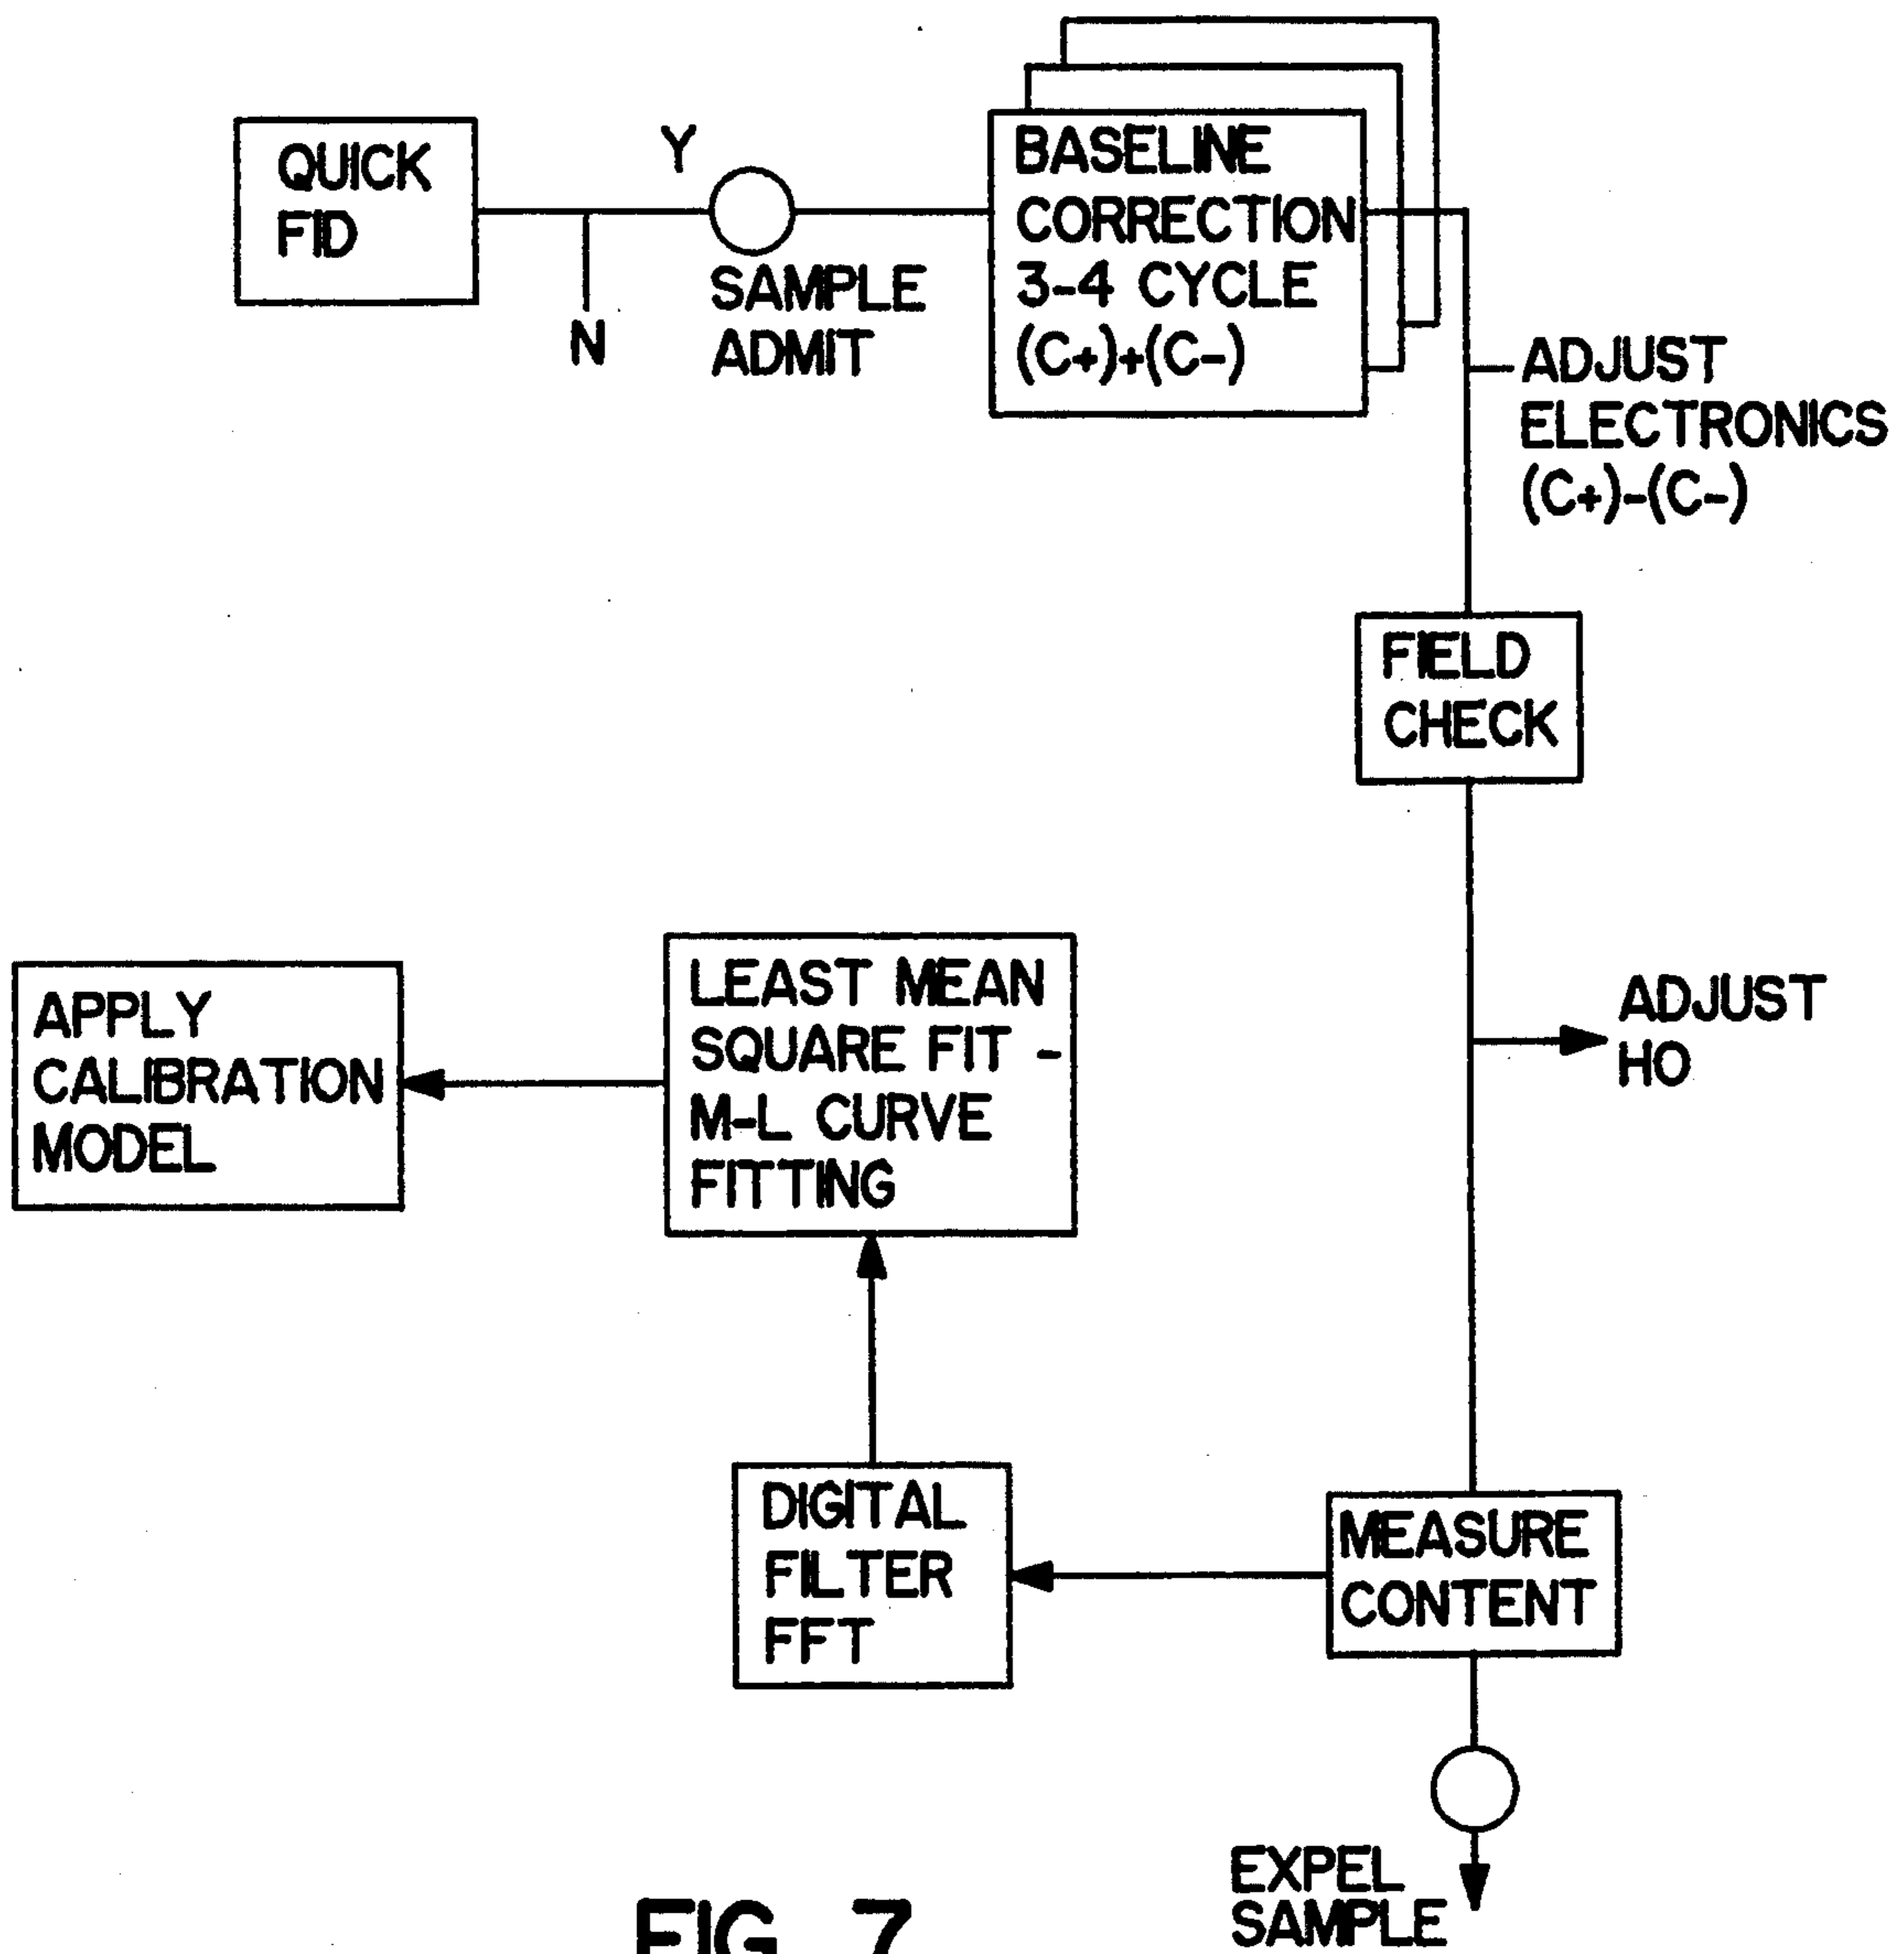 QUICK
FID
Y
N
SAMPLE
ADMIT
BASELINE
CORRECTION
3-4 CYCLE
(C+)+(C-)
ADJUST
ELECTRONICS
(C+)-(C-)
FIELD
CHECK
ADJUST
HO
MEASURE
CONTENT
EXPEL
SAMPLE
DIGITAL
FILTER
FFT
LEAST MEAN
SQUARE FIT -
M-L CURVE
FITTING
APPLY
CALIBRATION
MODEL
FIG. 7